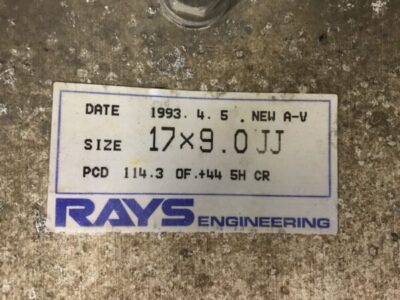 DATE 1993. 4. 5 . NEW A-V
SIZE 17×9.0JJ
PCD 114.3 OF.+44 5H CR
RAYS ENGINEERING